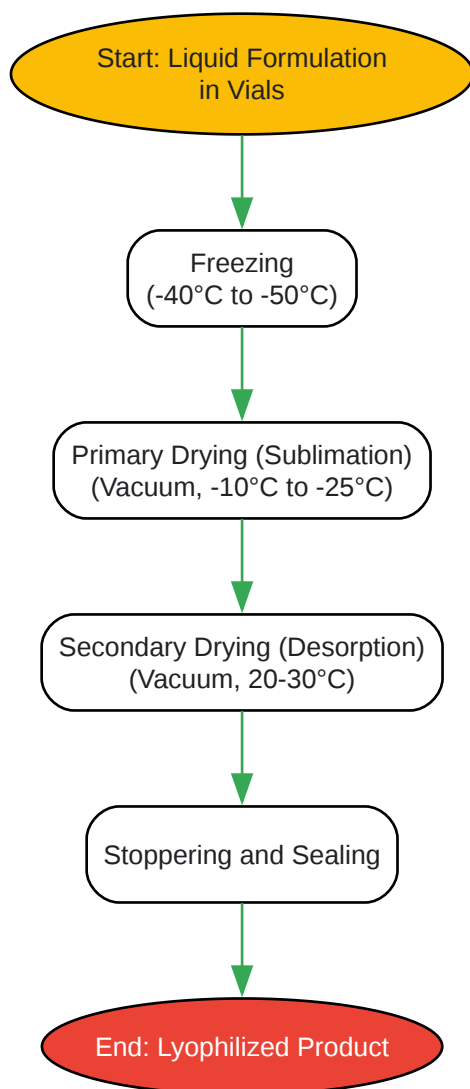 Start: Liquid Formulation
in Vials
Freezing
(-40°C to -50°C)
Primary Drying (Sublimation)
(Vacuum, -10°C to -25°C)
Secondary Drying (Desorption)
(Vacuum, 20-30°C)
Stoppering and Sealing
End: Lyophilized Product